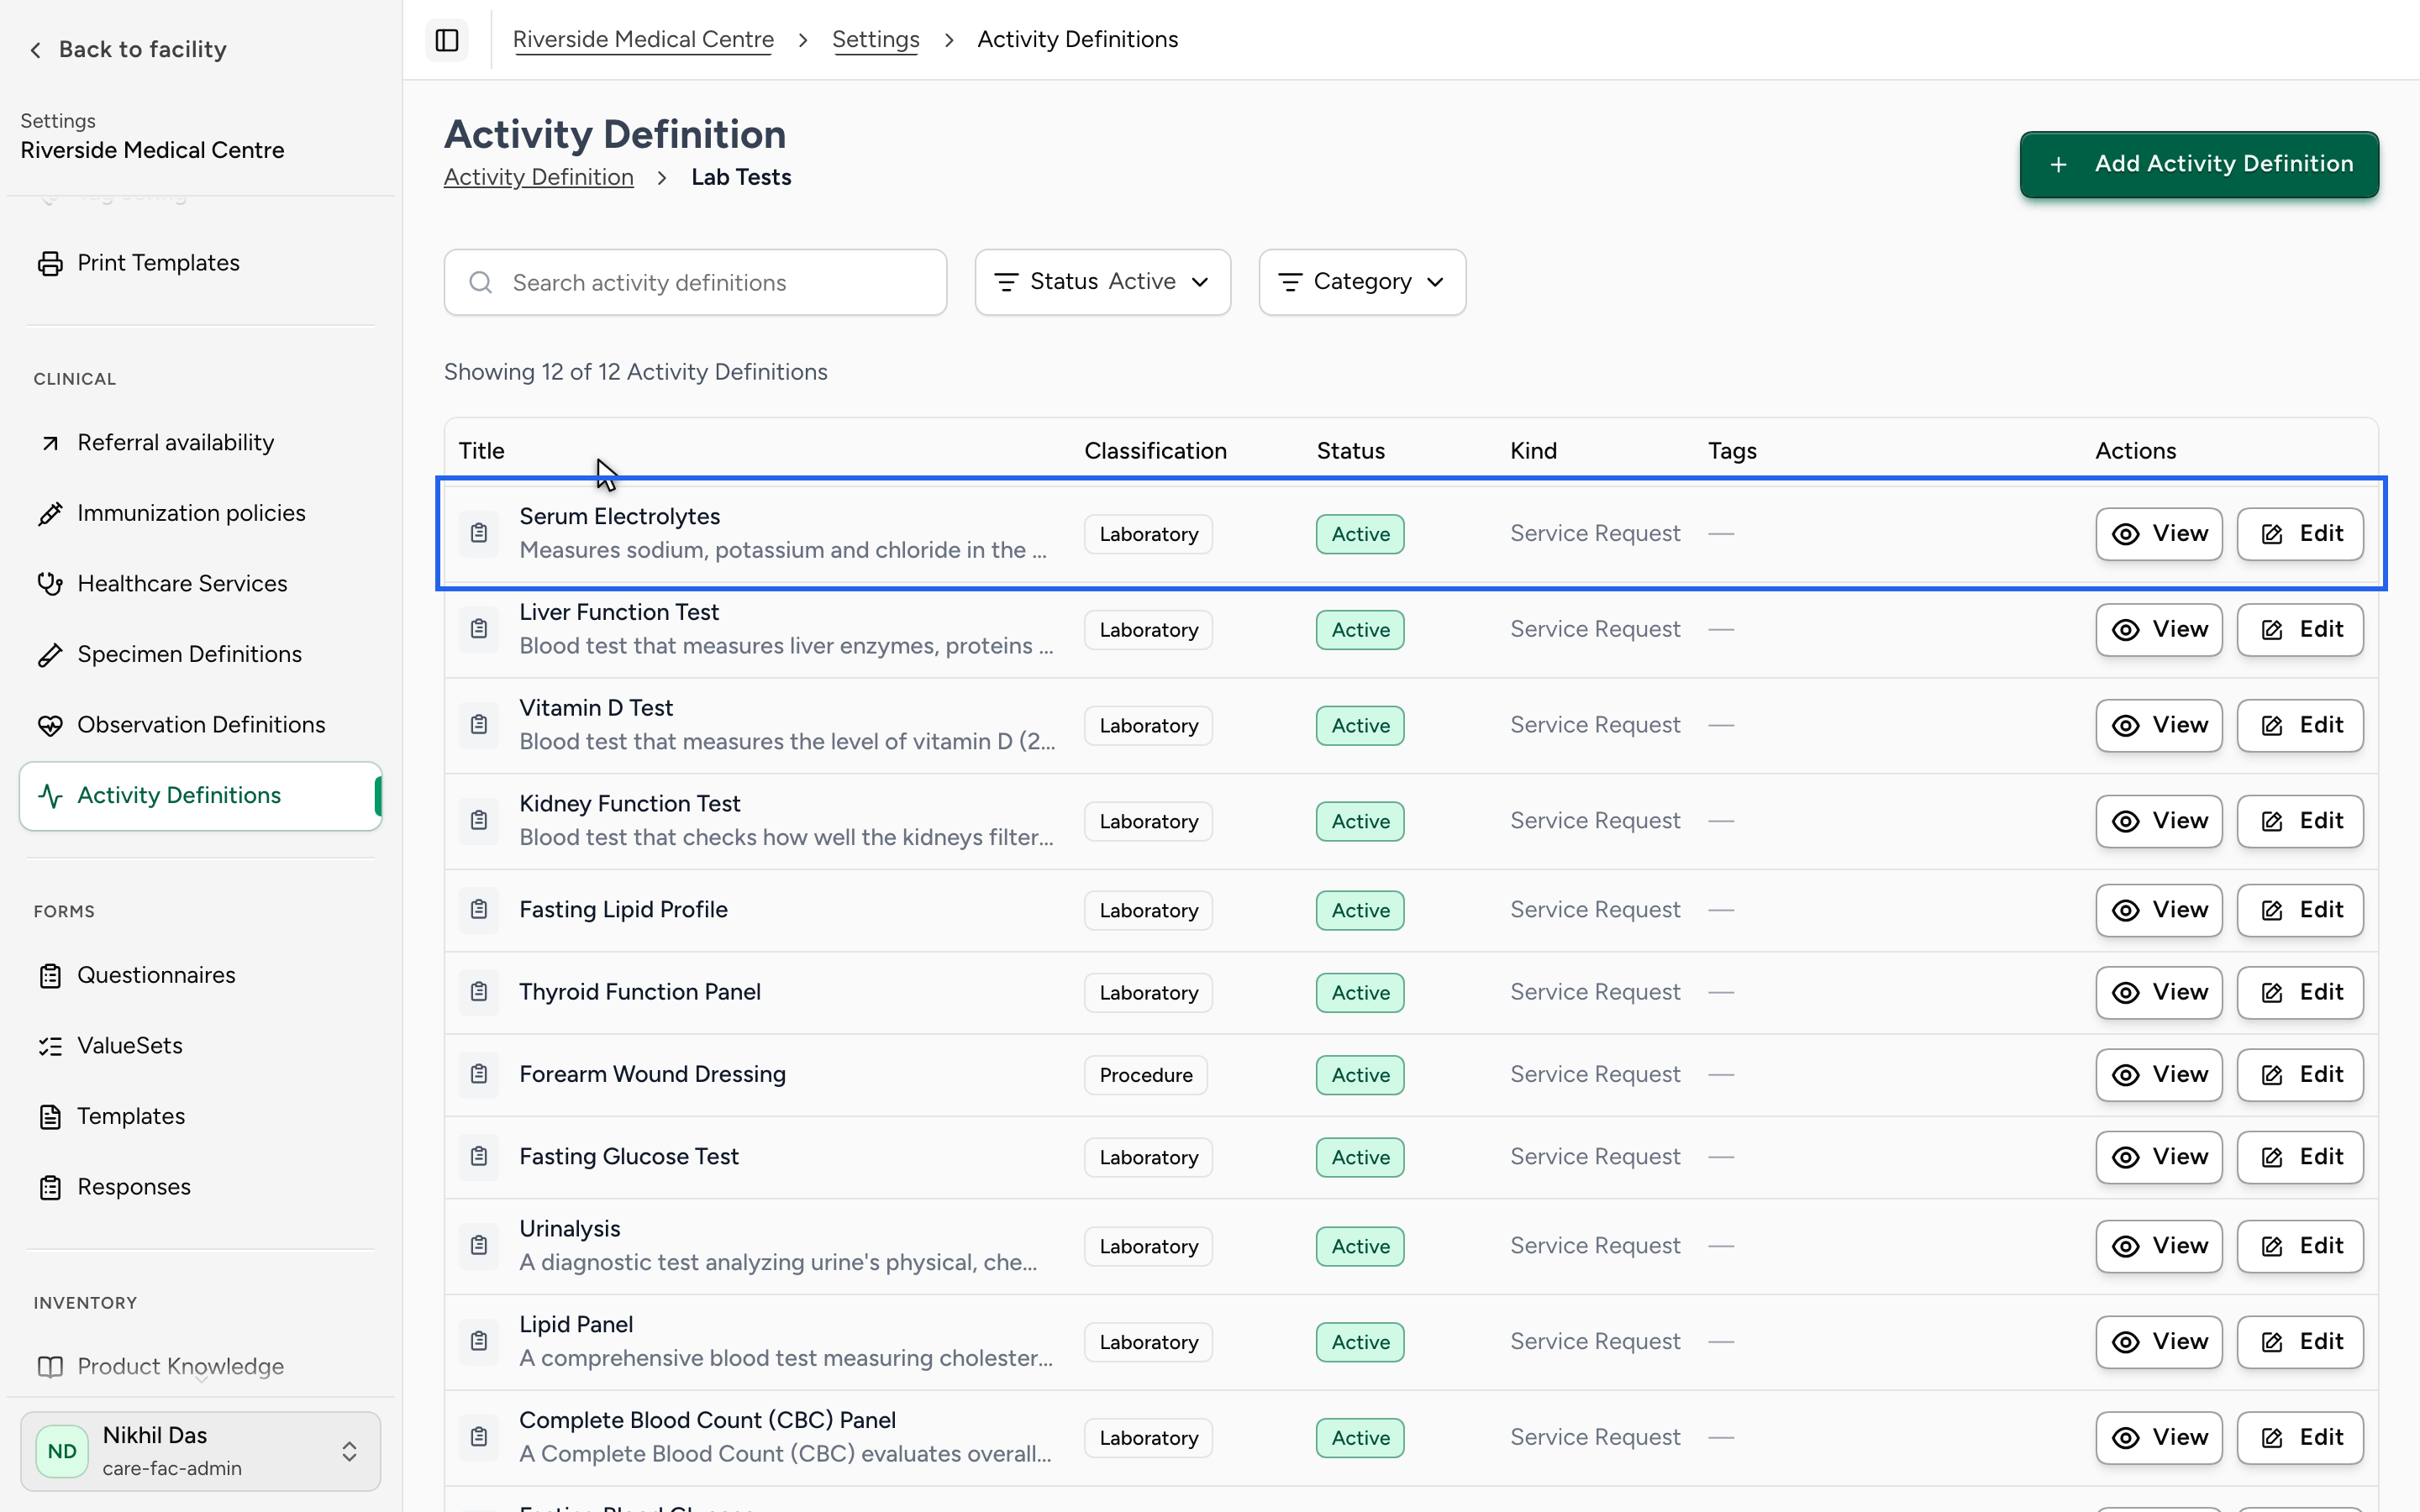 Back to facility
Settings
Riverside Medical Centre
Print Templates
CLINICAL
Referral availability
Immunization policies
Healthcare Services
Specimen Definitions
Observation Definitions
Activity Definitions
FORMS
Questionnaires
ValueSets
Templates
Responses
INVENTORY
Product Knowledge
ND
Nikhil Das
care-fac-admin
Riverside Medical Centre > Settings > Activity Definitions
Activity Definition
Activity Definition > Lab Tests
+ Add Activity Definition
Search activity definitions
Status Active
Category
Showing 12 of 12 Activity Definitions
Title Classification Status Kind Tags Actions
Serum Electrolytes
Measures sodium, potassium and chloride in the ...
Laboratory Active Service Request — View Edit
Liver Function Test
Blood test that measures liver enzymes, proteins ...
Laboratory Active Service Request — View Edit
Vitamin D Test
Blood test that measures the level of vitamin D (2...
Laboratory Active Service Request — View Edit
Kidney Function Test
Blood test that checks how well the kidneys filter...
Laboratory Active Service Request — View Edit
Fasting Lipid Profile Laboratory Active Service Request — View Edit
Thyroid Function Panel Laboratory Active Service Request — View Edit
Forearm Wound Dressing Procedure Active Service Request — View Edit
Fasting Glucose Test Laboratory Active Service Request — View Edit
Urinalysis
A diagnostic test analyzing urine's physical, che...
Laboratory Active Service Request — View Edit
Lipid Panel
A comprehensive blood test measuring cholester...
Laboratory Active Service Request — View Edit
Complete Blood Count (CBC) Panel
A Complete Blood Count (CBC) evaluates overall...
Laboratory Active Service Request — View Edit